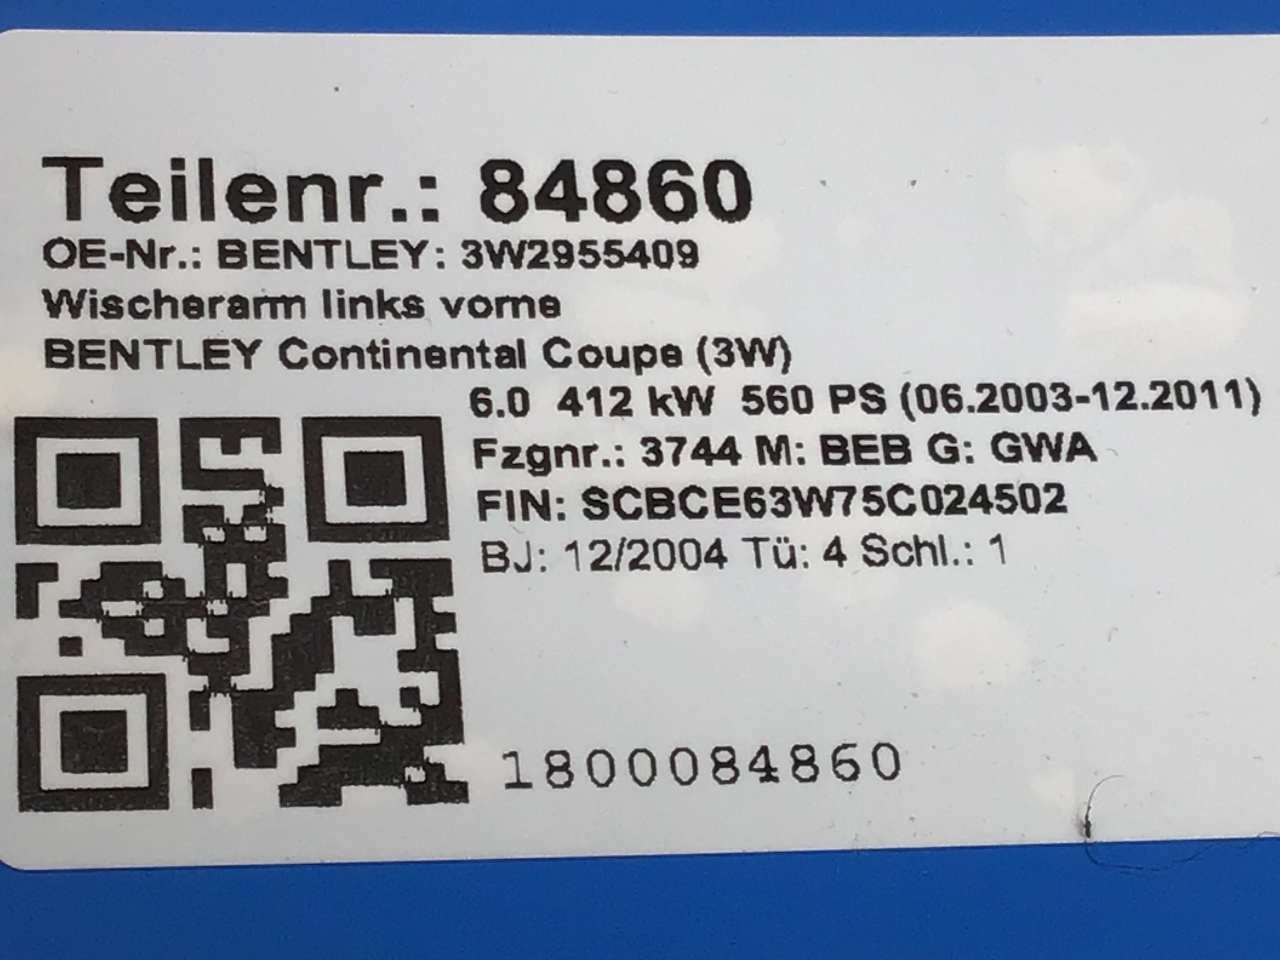 Teilenr.: 84860
OE-Nr.: BENTLEY: 3W2955409
Wischerarm links vorne
BENTLEY Continental Coupe (3W)
6.0 412 kW 560 PS (06.2003-12.2011)
Fzgnr.: 3744 M: BEB G: GWA
FIN: SCBCE63W75C024502
BJ: 12/2004 Tü: 4 Schl.: 1
1800084860